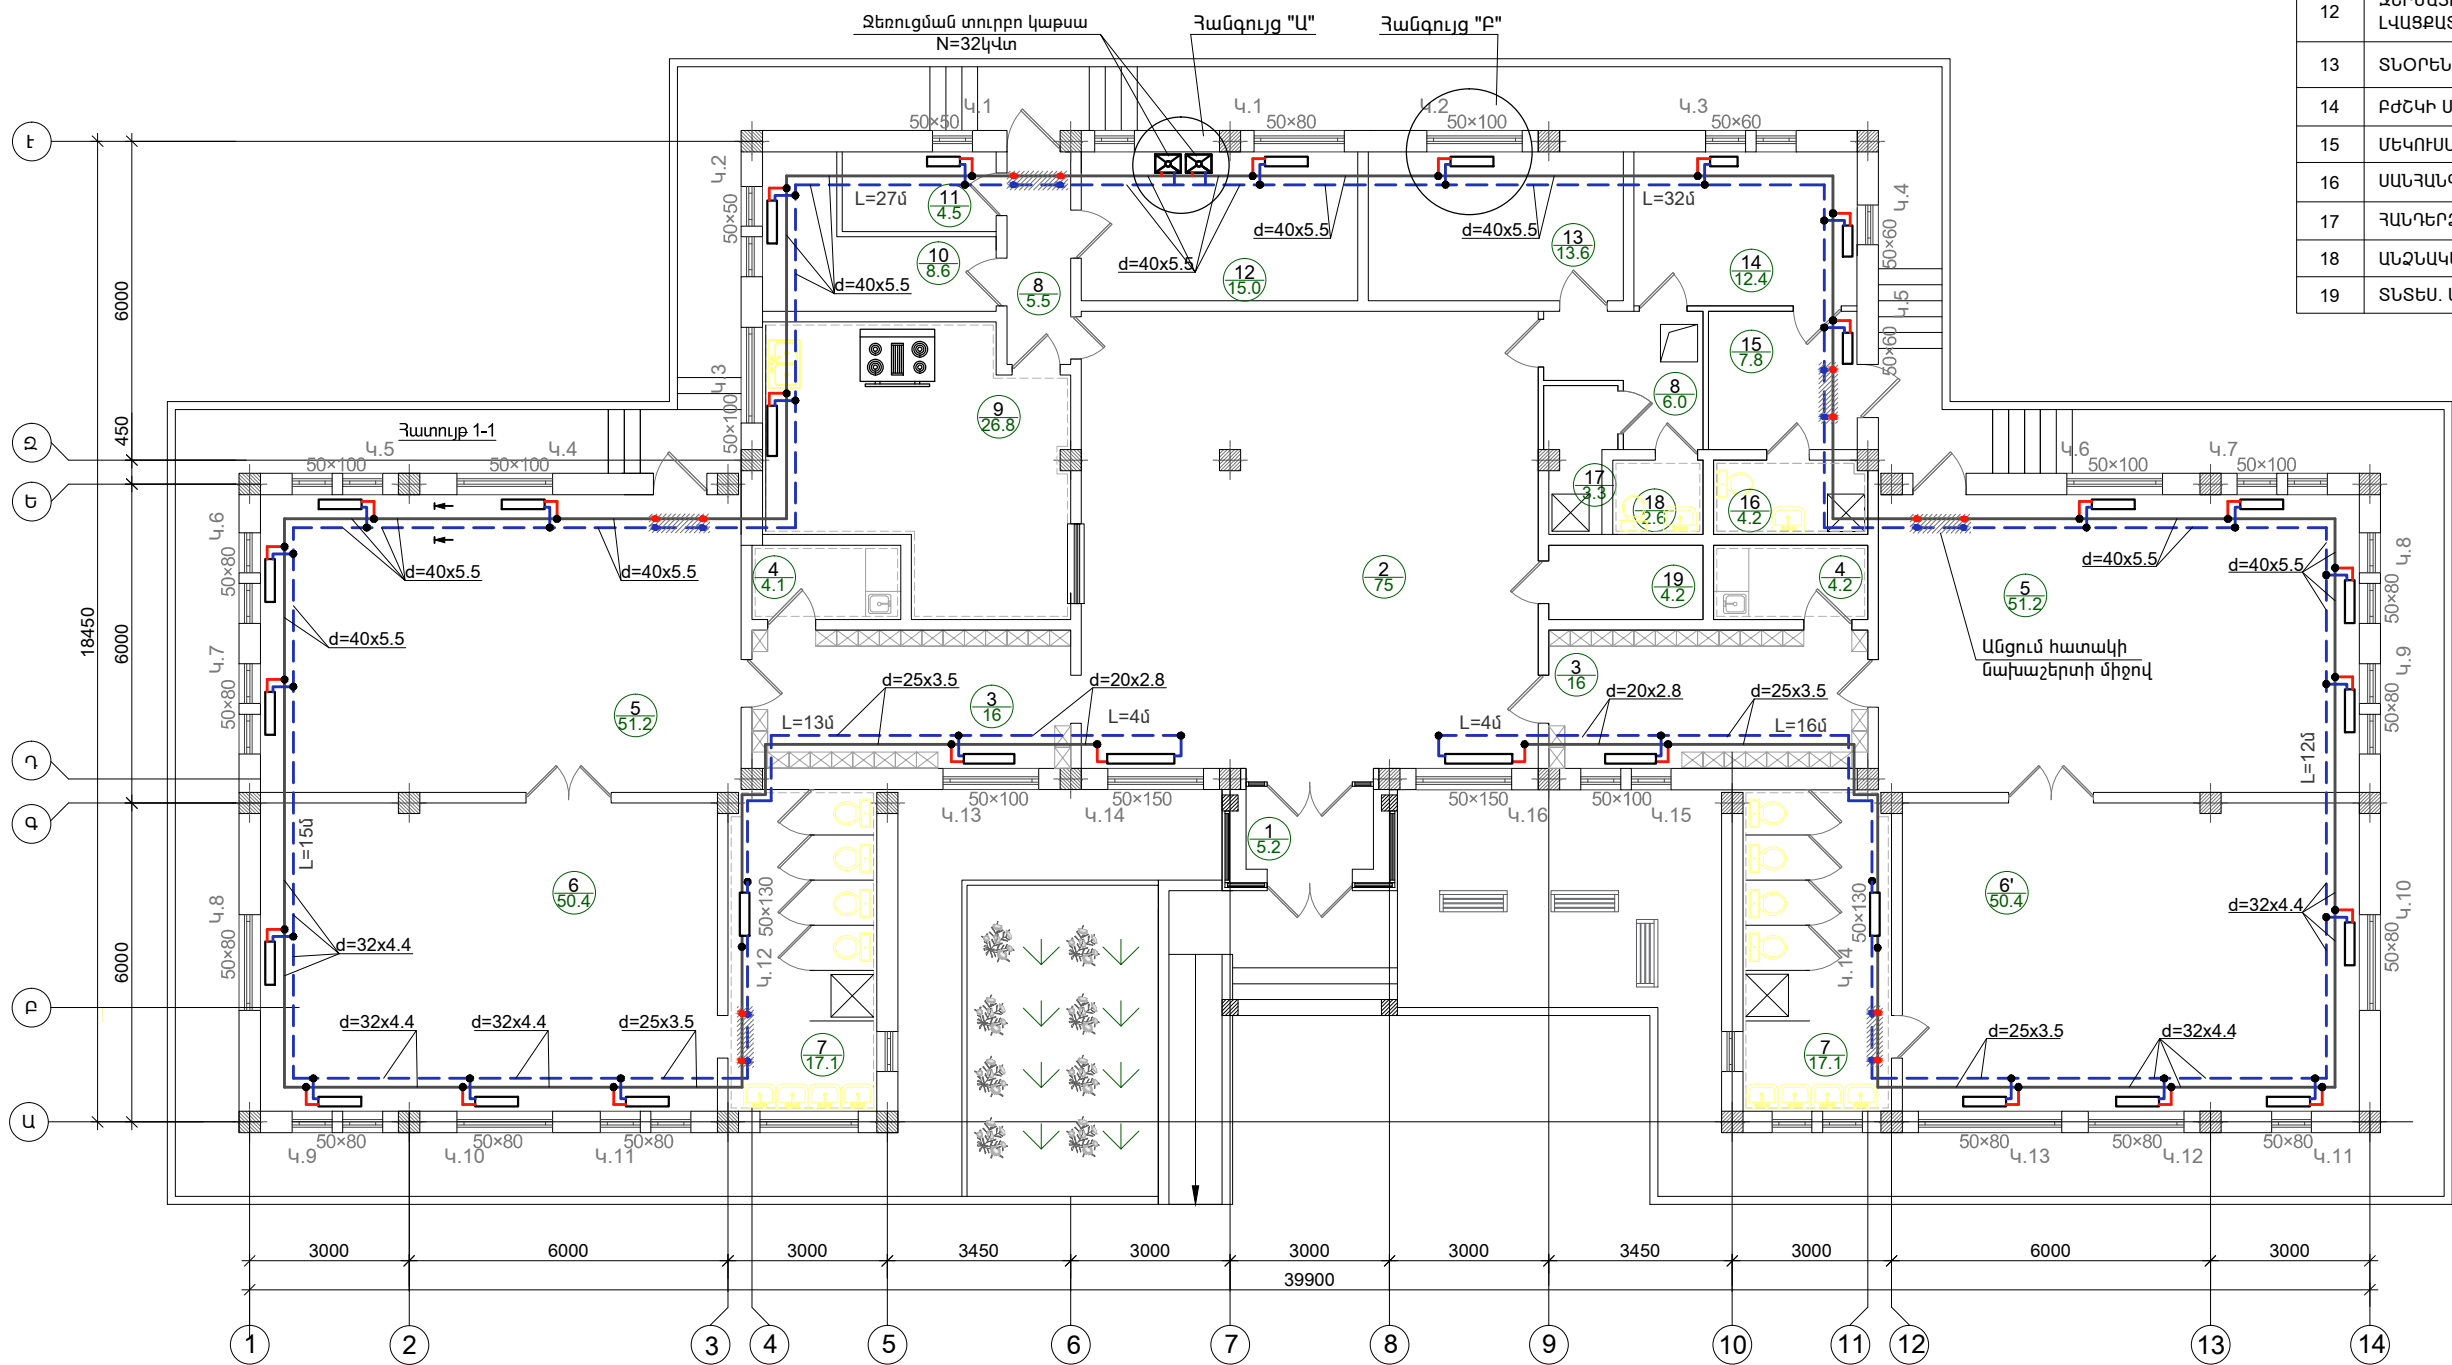 Ջեռուցման տուրբո կաթսա
N=32կՎտ
Հանգույց "Ա"
Հանգույց "Բ"
12
ԼՎԱՑՔԱՏ
13 ՏՆՕՐԵՆ
14 ԲԺՇԿԻ Ս
15 ՄԵԿՈՒՍԱ
16 ՍԱՆՀԱՆԳ
17 ՀԱՆԴԵՐՁ
18 ԱՆՁՆԱԿԱ
19 ՏՆՏԵՍ. Ս
Կ.1 Կ.1 Կ.2 Կ.3
50×50 50×80 50×100 50×60
Է
Կ.2
50×50
L=27մ
11
4.5
10
8.6
d=40x5.5
8
5.5
d=40x5.5
12
15.0
d=40x5.5
d=40x5.5
13
13.6
L=32մ
14
12.4
Կ.4
50×60
Կ.5
50×60
15
7.8
8
6.0
Կ.3
50×100
9
26.8
6000
450
Զ
Ե
Հատույթ 1-1
Կ.5 Կ.4
50×100 50×100
Կ.6 Կ.7
50×100 50×100
17
3.3
18
2.6
16
4.2
Կ.6
50×80
d=40x5.5
d=40x5.5
4
4.1
2
75
19
4.2
4
4.2
5
51.2
d=40x5.5
d=40x5.5
Կ.8
50×80
d=40x5.5
Անցում հատակի
նախաշերտի միջով
18450
6000
Կ.7
50×80
5
51.2
d=25x3.5
3
16
d=20x2.8
L=13մ
L=4մ
L=4մ
3
16
d=20x2.8
d=25x3.5
L=16մ
Կ.9
50×80
L=12մ
Դ
Գ
50×100 50×150
Կ.13 Կ.14
50×150 50×100
Կ.16 Կ.15
1
5.2
L=15մ
6
50.4
Կ.8
50×80
d=32x4.4
50×130
Կ.12
50×130
Կ.14
6'
50.4
d=32x4.4
Կ.10
50×80
6000
Բ
d=32x4.4
d=32x4.4
d=25x3.5
7
17.1
7
17.1
d=25x3.5
d=32x4.4
Ա
50×80 50×80 50×80
Կ.9 Կ.10 Կ.11
50×80 50×80 50×80
Կ.13 Կ.12 Կ.11
3000 6000 3000 3450 3000 3000 3000 3450 3000 6000 3000
39900
1 2 3 4 5 6 7 8 9 10 11 12 13 14